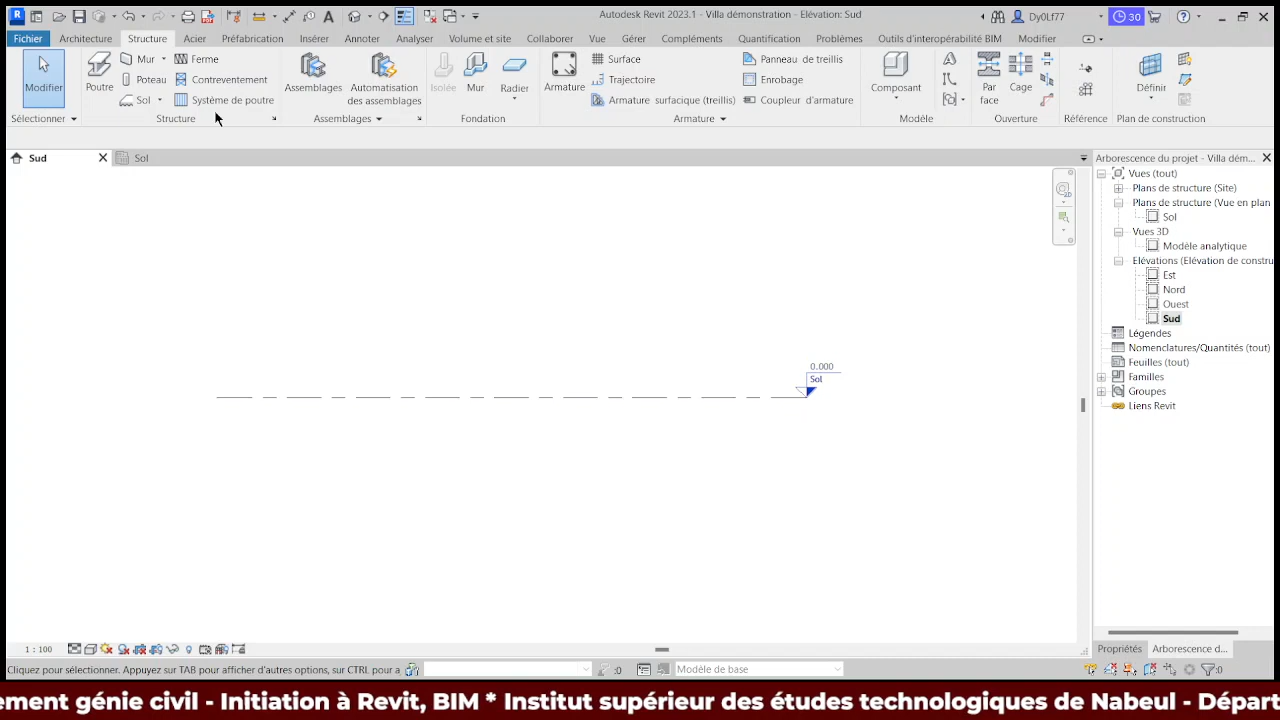 Autodesk Revit 2023.1 - Villa démonstration - Elévation: Sud
Dy0Lf77
30
Fichier Architecture Structure Acier Préfabrication Insérer Annoter Analyser Volume et site Collaborer Vue Gérer Compléments Quantification Problèmes Outils d'interopérabilité BIM Modifier
Modifier
Poutre
Mur
Poteau
Sol
Ferme
Contreventement
Système de poutre
Assemblages
Automatisation
des assemblages
Isolée
Mur
Radier
Armature
Surface
Trajectoire
Armature surfacique (treillis)
Panneau de treillis
Enrobage
Coupleur d'armature
Composant
Par
face
Cage
Définir
Sélectionner
Structure
Assemblages
Fondation
Armature
Modèle
Ouverture
Référence
Plan de construction
Sud
Sol
Arborescence du projet - Villa dém...
Vues (tout)
Plans de structure (Site)
Plans de structure (Vue en plan
Sol
Vues 3D
Modèle analytique
Elévations (Elévation de constru
Est
Nord
Ouest
Sud
Légendes
Nomenclatures/Quantités (tout)
Feuilles (tout)
Familles
Groupes
Liens Revit
0.000
Sol
2D
1 : 100
Propriétés
Arborescence d...
Cliquez pour sélectionner. Appuyez sur TAB pour afficher d'autres options, sur CTRL pour a
:0
Modèle de base
:0
ement génie civil - Initiation à Revit, BIM * Institut supérieur des études technologiques de Nabeul - Départ